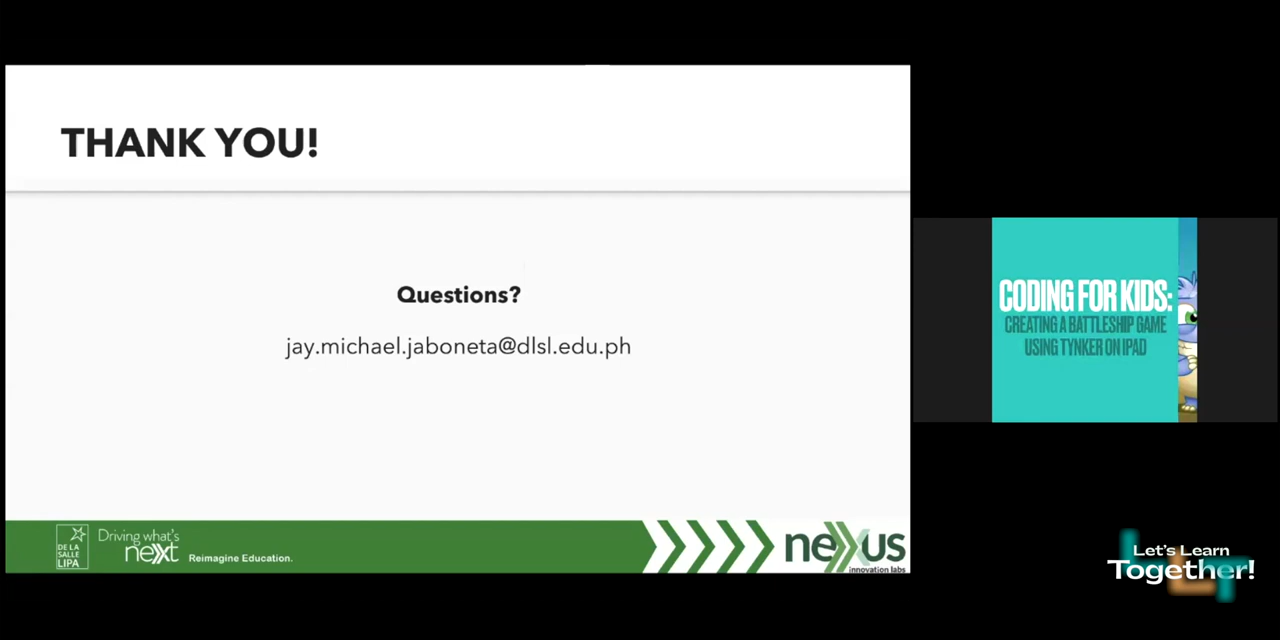 THANK YOU!
Questions?
jay.michael.jaboneta@dlsl.edu.ph
DE LA
SALLE
LIPA
Driving what's
next
Reimagine Education.
nexus
innovation labs
CODING FOR KIDS:
CREATING A BATTLESHIP GAME
USING TYNKER ON IPAD
Let's Learn
Together!